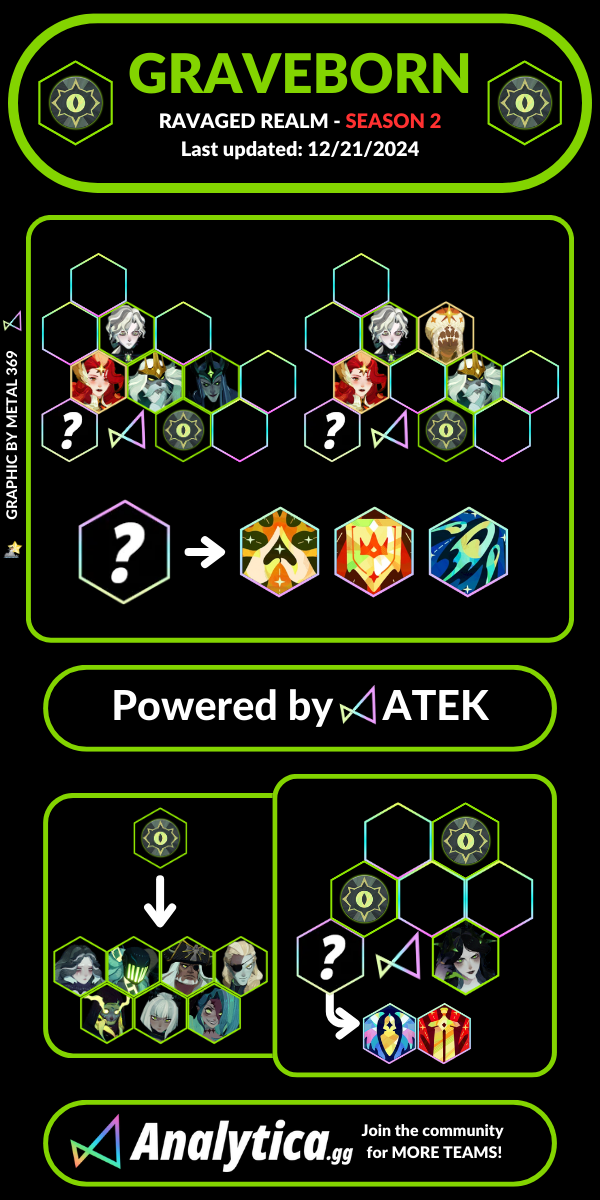 GRAVEBORN
RAVAGED REALM - SEASON 2
Last updated: 12/21/2024
GRAPHIC BY METAL 369
?
?
?
Powered by ATEK
?
Analytica.gg
Join the community
for MORE TEAMS!